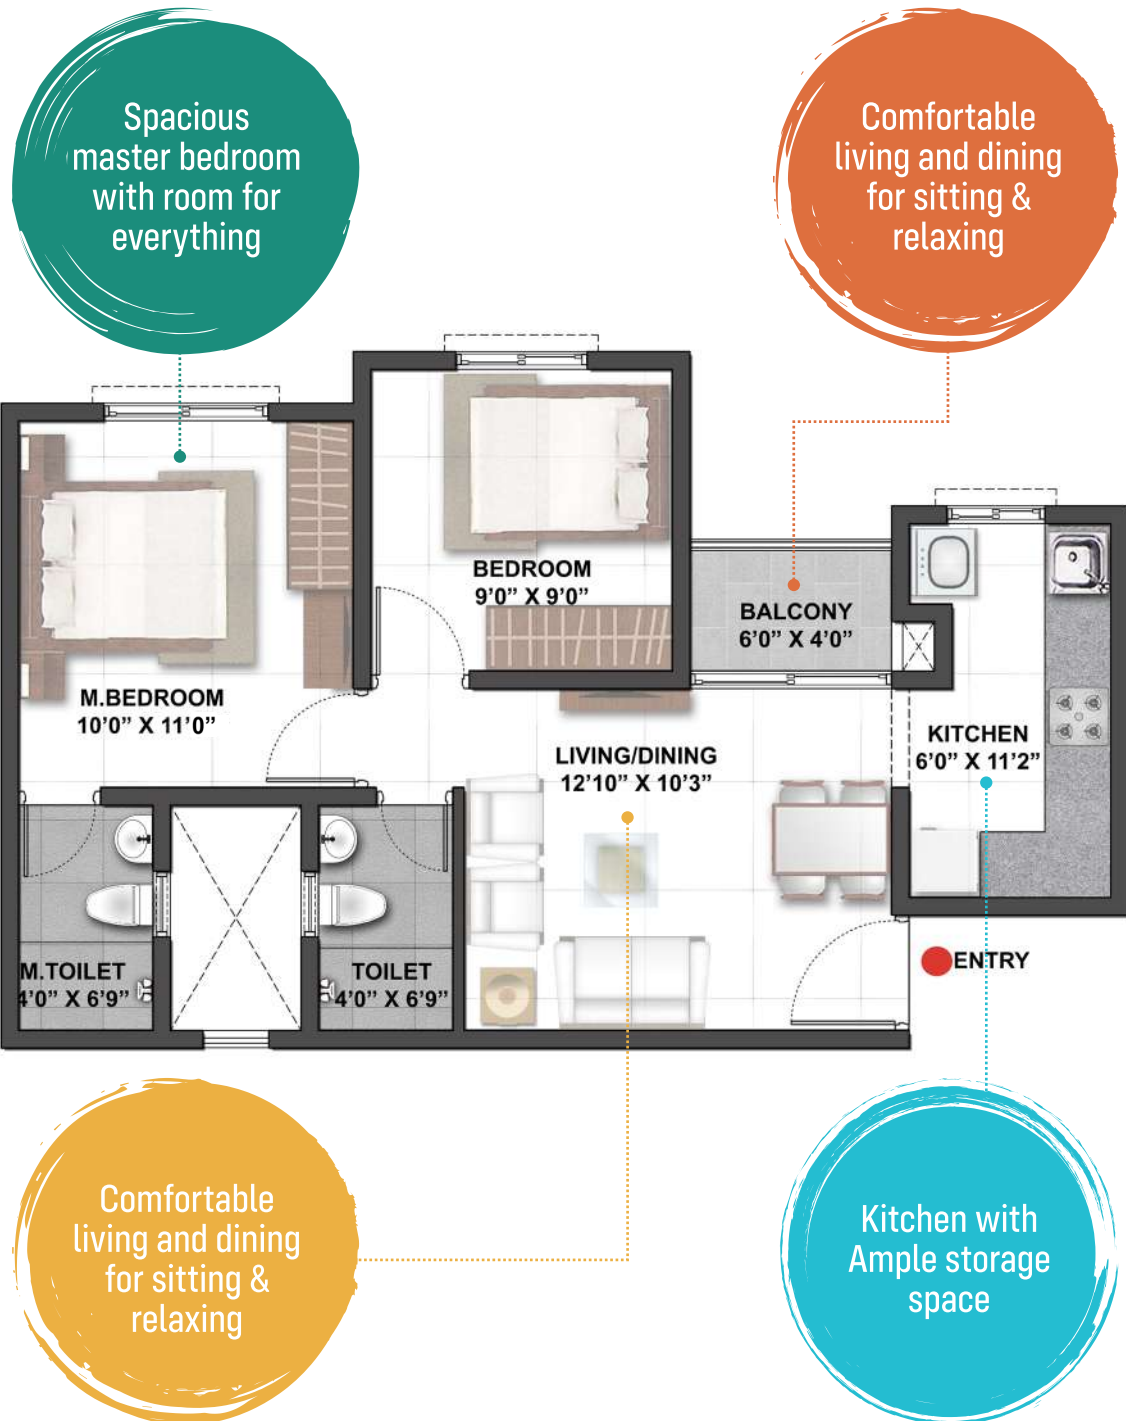 Spacious
master bedroom
with room for
everything
Comfortable
living and dining
for sitting &
relaxing
BEDROOM
9’0” X 9’0”
BALCONY
6’0” X 4’0”
M.BEDROOM
10’0” X 11’0”
KITCHEN
6’0” X 11’2”
LIVING/DINING
12’10” X 10’3”
M.TOILET
4’0” X 6’9”
TOILET
4’0” X 6’9”
ENTRY
Comfortable
living and dining
for sitting &
relaxing
Kitchen with
Ample storage
space